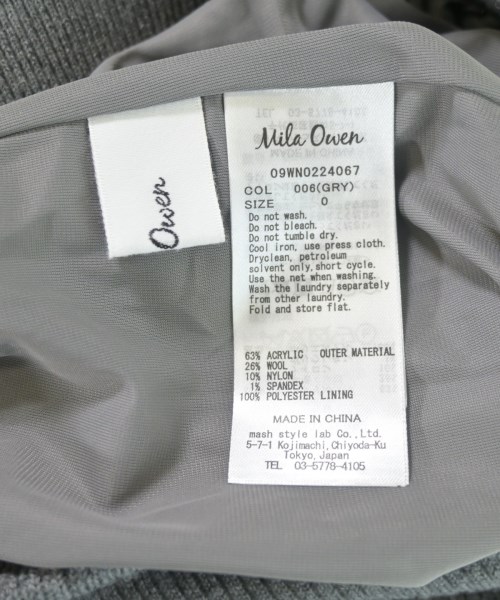 Owen
Mila Owen
09WNO224067
COL 006(GRY)
SIZE 0
Do not wash.
Do not bleach.
Do not tumble dry.
Cool iron, use press cloth.
Dryclean, petroleum
solvent only, short cycle.
Use the net when washing.
Wash the laundry separately
from other laundry.
Fold and store flat.
63% ACRYLIC OUTER MATERIAL
26% WOOL
10% NYLON
1% SPANDEX
100% POLYESTER LINING
MADE IN CHINA
mash style lab Co., Ltd.
5-7-1 Kojimachi, Chiyoda-Ku
Tokyo, Japan
TEL 03-5778-4105